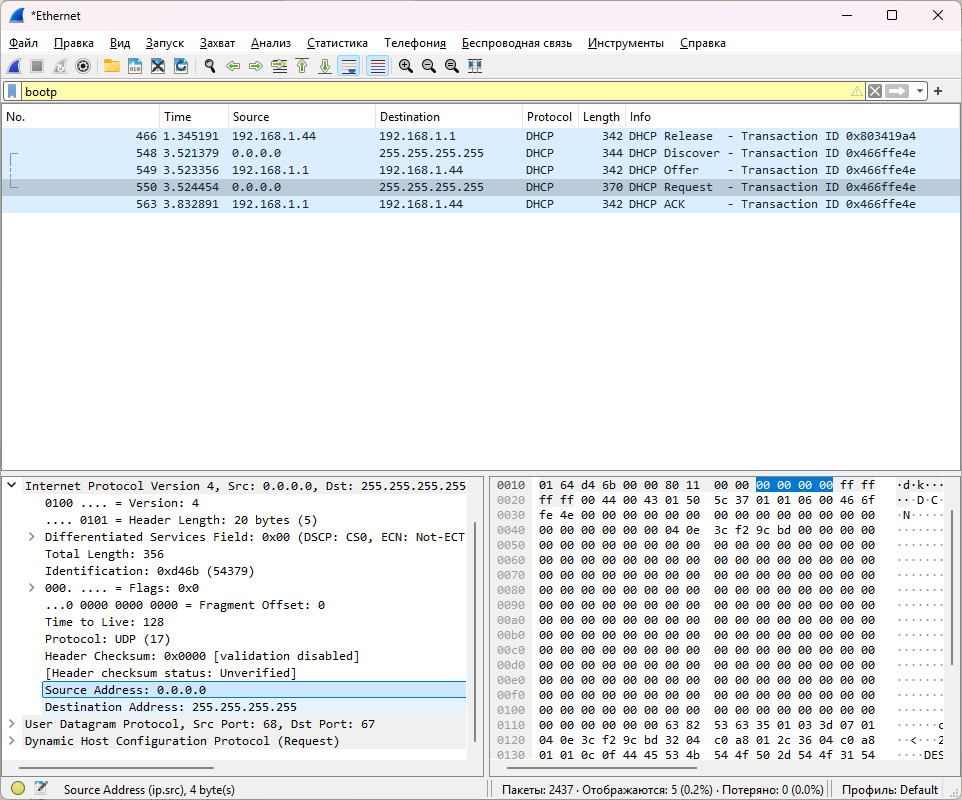 *Ethernet
Файл Правка Вид Запуск Захват Анализ Статистика Телефония Беспроводная связь Инструменты Справка
bootp
No. Time Source Destination Protocol Length Info
466 1.345191 192.168.1.44 192.168.1.1 DHCP 342 DHCP Release - Transaction ID 0x803419a4
548 3.521379 0.0.0.0 255.255.255.255 DHCP 344 DHCP Discover - Transaction ID 0x466ffe4e
549 3.523356 192.168.1.1 192.168.1.44 DHCP 342 DHCP Offer - Transaction ID 0x466ffe4e
550 3.524454 0.0.0.0 255.255.255.255 DHCP 370 DHCP Request - Transaction ID 0x466ffe4e
563 3.832891 192.168.1.1 192.168.1.44 DHCP 342 DHCP ACK - Transaction ID 0x466ffe4e
Internet Protocol Version 4, Src: 0.0.0.0, Dst: 255.255.255.255
0100 .... = Version: 4
.... 0101 = Header Length: 20 bytes (5)
Differentiated Services Field: 0x00 (DSCP: CS0, ECN: Not-ECT
Total Length: 356
Identification: 0xd46b (54379)
000. .... = Flags: 0x0
...0 0000 0000 0000 = Fragment Offset: 0
Time to Live: 128
Protocol: UDP (17)
Header Checksum: 0x0000 [validation disabled]
[Header checksum status: Unverified]
Source Address: 0.0.0.0
Destination Address: 255.255.255.255
User Datagram Protocol, Src Port: 68, Dst Port: 67
Dynamic Host Configuration Protocol (Request)
0010 01 64 d4 6b 00 00 80 11 00 00 00 00 00 00 ff ff ·d·k···
0020 ff ff 00 44 00 43 01 50 5c 37 01 01 06 00 46 6f ···D·C·
0030 fe 4e 00 00 00 00 00 00 00 00 00 00 00 00 00 00 ·N·····
0040 00 00 00 00 00 00 04 0e 3c f2 9c bd 00 00 00 00 ·······
0050 00 00 00 00 00 00 00 00 00 00 00 00 00 00 00 00 ·······
0060 00 00 00 00 00 00 00 00 00 00 00 00 00 00 00 00 ·······
0070 00 00 00 00 00 00 00 00 00 00 00 00 00 00 00 00 ·······
0080 00 00 00 00 00 00 00 00 00 00 00 00 00 00 00 00 ·······
0090 00 00 00 00 00 00 00 00 00 00 00 00 00 00 00 00 ·······
00a0 00 00 00 00 00 00 00 00 00 00 00 00 00 00 00 00 ·······
00b0 00 00 00 00 00 00 00 00 00 00 00 00 00 00 00 00 ·······
00c0 00 00 00 00 00 00 00 00 00 00 00 00 00 00 00 00 ·······
00d0 00 00 00 00 00 00 00 00 00 00 00 00 00 00 00 00 ·······
00e0 00 00 00 00 00 00 00 00 00 00 00 00 00 00 00 00 ·······
00f0 00 00 00 00 00 00 00 00 00 00 00 00 00 00 00 00 ·······
0100 00 00 00 00 00 00 00 00 00 00 00 00 00 00 00 00 ·······
0110 00 00 00 00 00 00 63 82 53 63 35 01 03 3d 07 01 ······c
0120 04 0e 3c f2 9c bd 32 04 c0 a8 01 2c 36 04 c0 a8 ··<···2
0130 01 01 0c 0f 44 45 53 4b 54 4f 50 2d 54 4f 31 54 ····DES
Source Address (ip.src), 4 byte(s) Пакеты: 2437 · Отображаются: 5 (0.2%) · Потеряно: 0 (0.0%) Профиль: Default